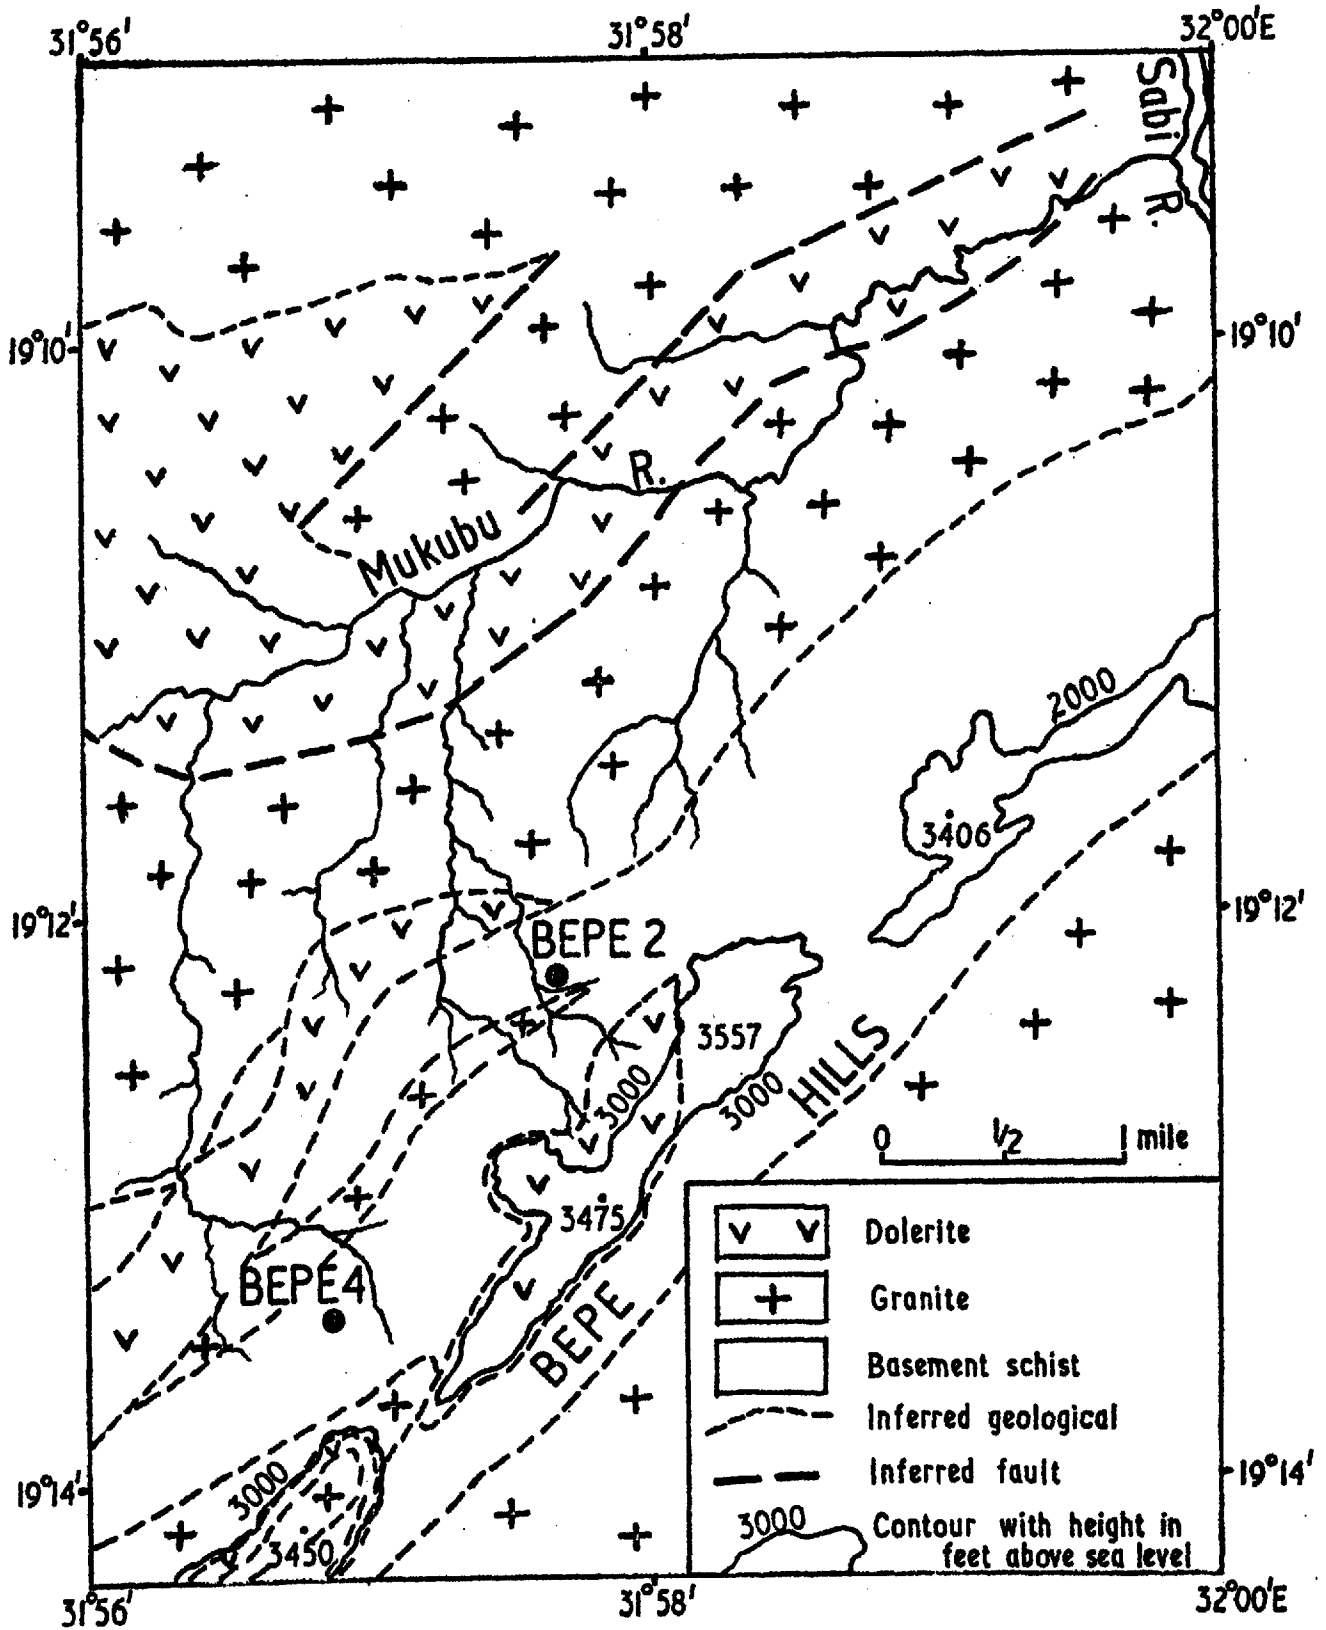 31°56'
31°58'
32°00'E
Sabi
R.
19°10'
19°10'
R.
Mukubu
2000
3406
19°12'
19°12'
BEPE 2
3557
3000
3000
HILLS
0 1/2 1 mile
3475
BEPE 4
BEPE
Dolerite
Granite
Basement schist
Inferred geological
Inferred fault
3000
Contour with height in
feet above sea level
3000
19°14'
19°14'
3450
31°56'
31°58'
32°00'E